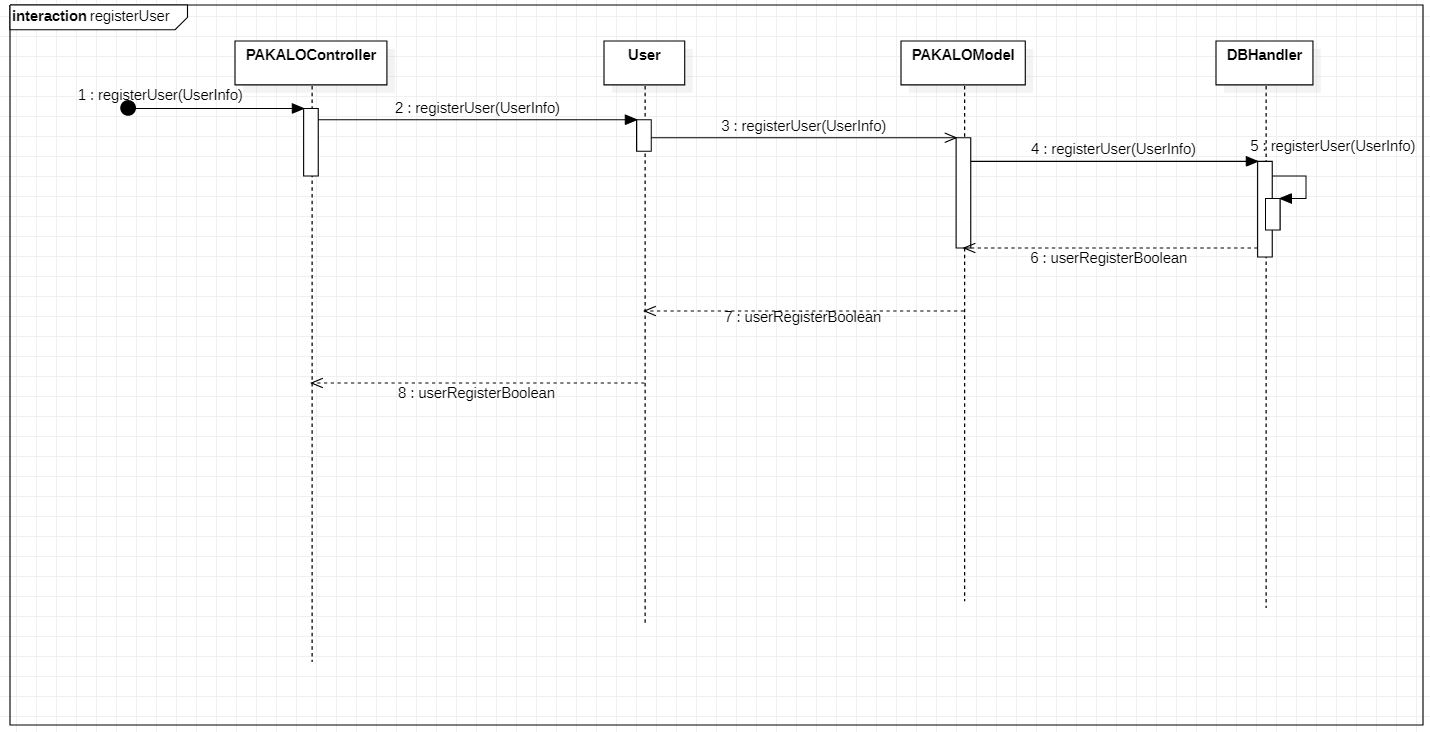 interaction registerUser
PAKALOController
User
PAKALOModel
DBHandler
1 : registerUser(UserInfo)
2 : registerUser(UserInfo)
3 : registerUser(UserInfo)
4 : registerUser(UserInfo)
5 : registerUser(UserInfo)
6 : userRegisterBoolean
7 : userRegisterBoolean
8 : userRegisterBoolean